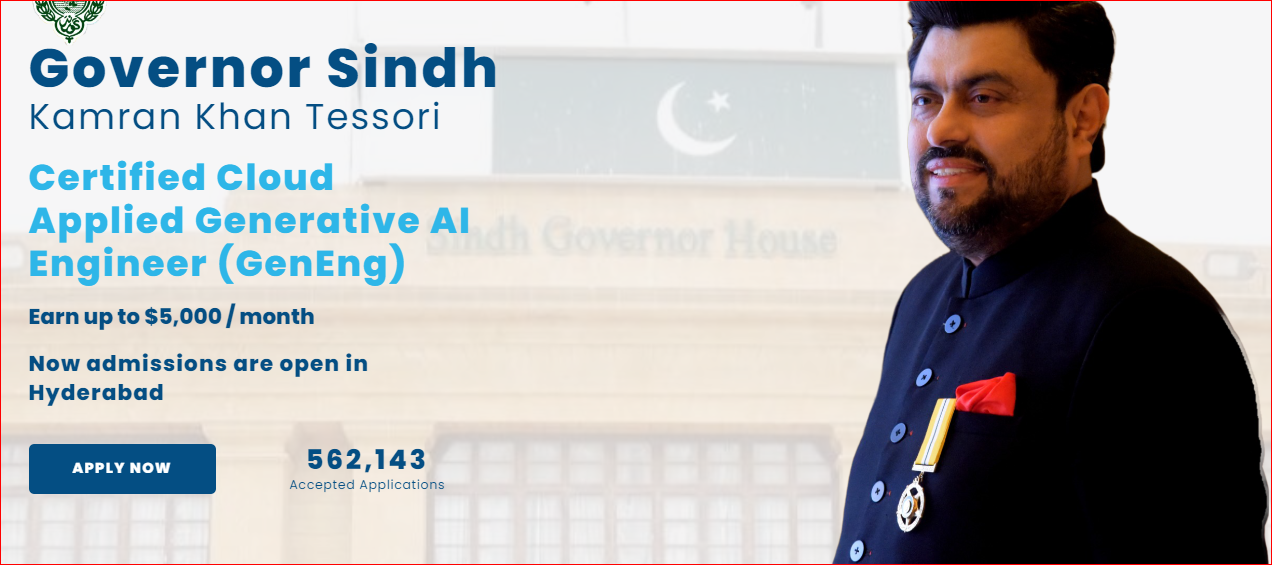 Governor Sindh
Kamran Khan Tessori
Certified Cloud
Applied Generative AI
Engineer (GenEng)
Sindh Governor House
Earn up to $5,000 / month
Now admissions are open in
Hyderabad
APPLY NOW
562,143
Accepted Applications